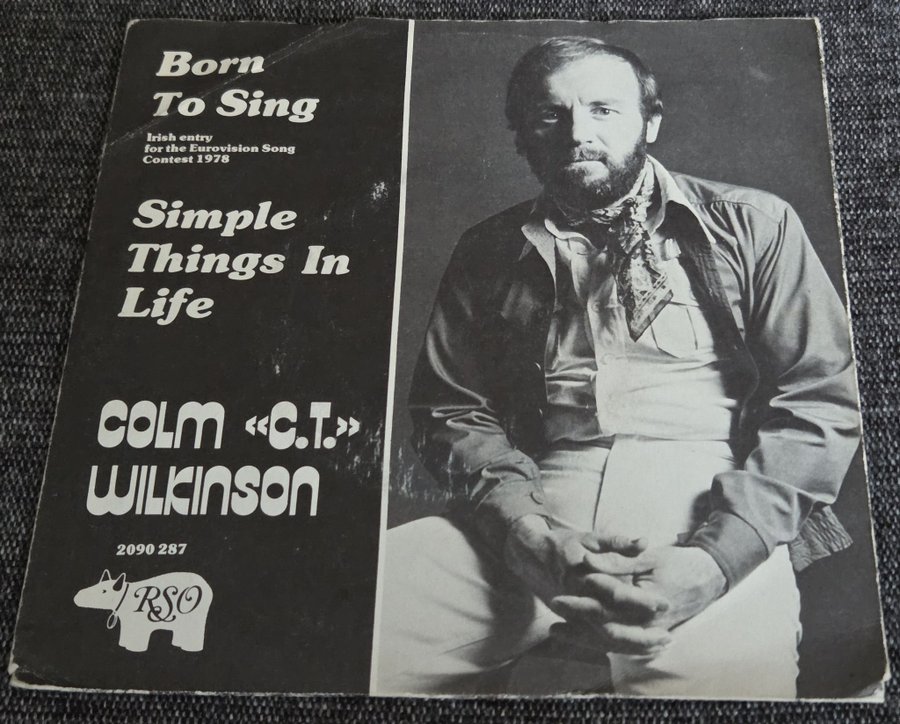 Born
To Sing
Irish entry
for the Eurovision Song
Contest 1978
Simple
Things In
Life
COLM «C.T.»
WILKINSON
2090 287
RSO